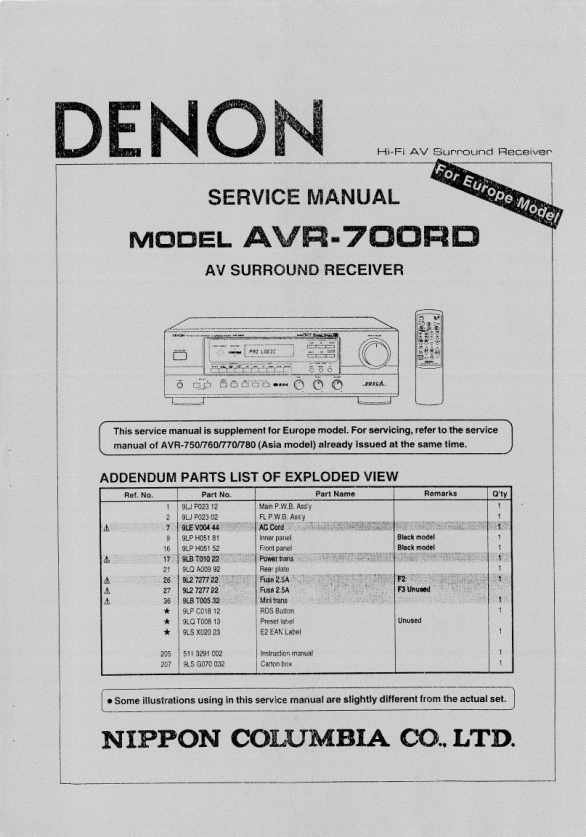 DENON
Hi-Fi AV Surround Receiver
For Europe Model
SERVICE MANUAL
MODEL AVR-700RD
AV SURROUND RECEIVER
DENON
PRO LOGIC
This service manual is supplement for Europe model. For servicing, refer to the service
manual of AVR-750/760/770/780 (Asia model) already issued at the same time.
ADDENDUM PARTS LIST OF EXPLODED VIEW
Ref. No. Part No. Part Name Remarks Q'ty
1 9LJ P023 12 Main P.W.B. Ass'y 1
2 9LJ P023 02 FL P.W.B. Ass'y 1
⚠ 7 9LE V004 44 AC Cord 1
9 9LP H051 81 Inner panel Black model 1
16 9LP H051 52 Front panel Black model 1
⚠ 17 9LB T010 22 Power trans 1
21 9LQ A009 92 Rear plate 1
⚠ 26 9L2 7277 22 Fuse 2.5A F2 1
⚠ 27 9L2 7277 22 Fuse 2.5A F3 Unused
⚠ 36 9LB T005 32 Mini trans 1
★ 9LP C018 12 RDS Button 1
★ 9LQ T008 13 Preset label Unused
★ 9LS X020 23 E2 EAN Label 1
205 511 3291 002 Instruction manual 1
207 9LS G070 032 Carton box 1
● Some illustrations using in this service manual are slightly different from the actual set.
NIPPON COLUMBIA CO., LTD.